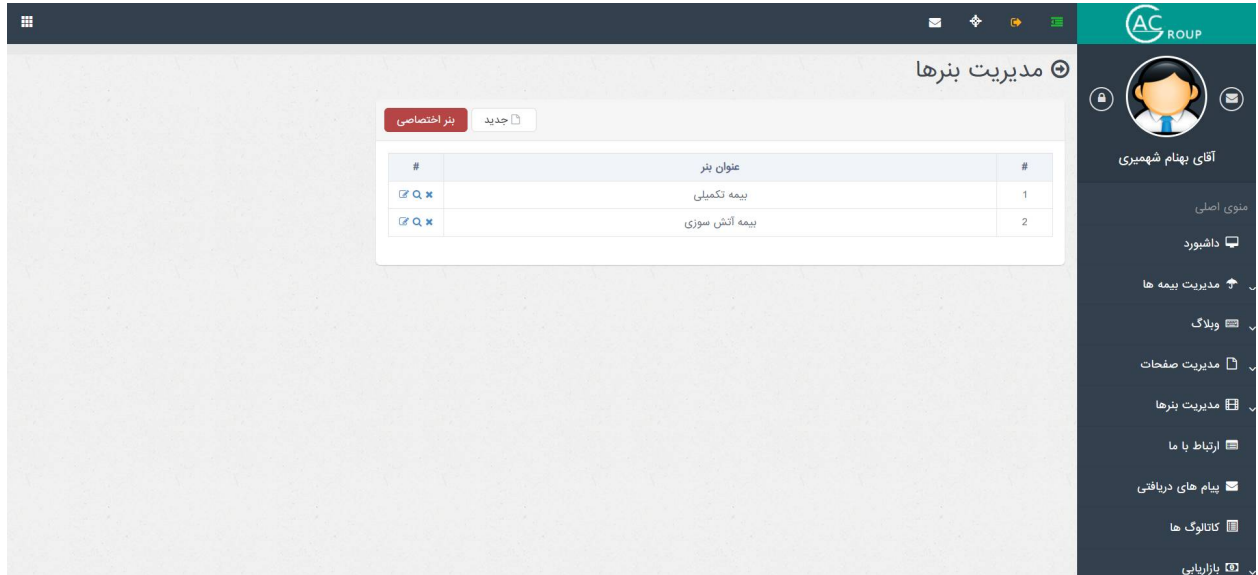 AC
ROUP
مدیریت بنرها
جدید
بنر اختصاصی
# عنوان بنر #
1 بیمه تکمیلی
2 بیمه آتش سوزی
آقای بهنام شهمیری
منوی اصلی
داشبورد
مدیریت بیمه ها
وبلاگ
مدیریت صفحات
مدیریت بنرها
ارتباط با ما
پیام های دریافتی
کاتالوگ ها
بازاریابی